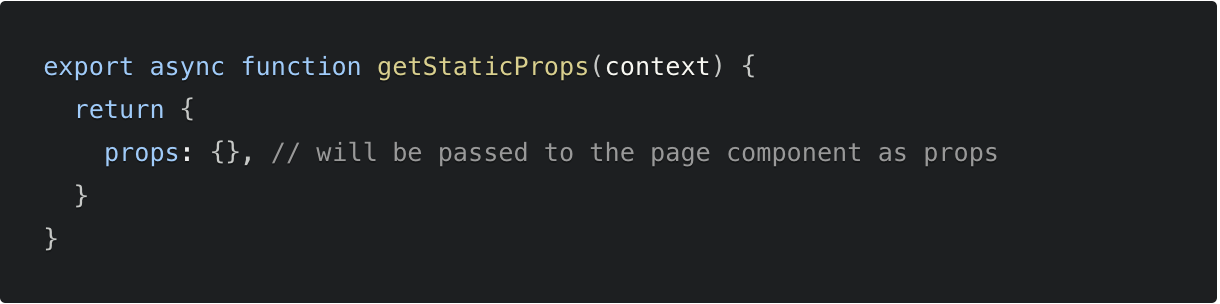 export async function getStaticProps(context) {
  return {
    props: {}, // will be passed to the page component as props
  }
}